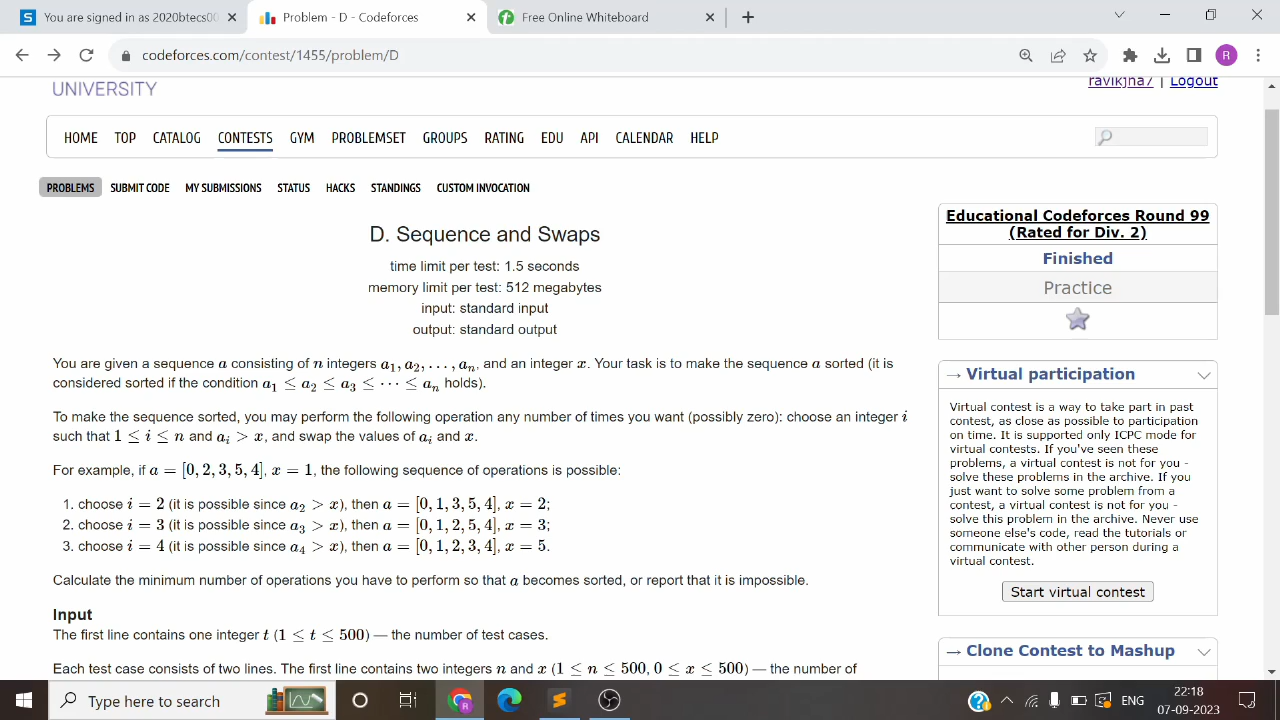 You are signed in as 2020btecs00
Problem - D - Codeforces
Free Online Whiteboard
codeforces.com/contest/1455/problem/D
R
UNIVERSITY
ravikjha7 | Logout
HOME TOP CATALOG CONTESTS GYM PROBLEMSET GROUPS RATING EDU API CALENDAR HELP
PROBLEMS SUBMIT CODE MY SUBMISSIONS STATUS HACKS STANDINGS CUSTOM INVOCATION
D. Sequence and Swaps
time limit per test: 1.5 seconds
memory limit per test: 512 megabytes
input: standard input
output: standard output
You are given a sequence a consisting of n integers a₁, a₂, . . . , aₙ, and an integer x. Your task is to make the sequence a sorted (it is
considered sorted if the condition a₁ ≤ a₂ ≤ a₃ ≤ ⋯ ≤ aₙ holds).
To make the sequence sorted, you may perform the following operation any number of times you want (possibly zero): choose an integer i
such that 1 ≤ i ≤ n and aᵢ > x, and swap the values of aᵢ and x.
For example, if a = [0, 2, 3, 5, 4], x = 1, the following sequence of operations is possible:
1. choose i = 2 (it is possible since a₂ > x), then a = [0, 1, 3, 5, 4], x = 2;
2. choose i = 3 (it is possible since a₃ > x), then a = [0, 1, 2, 5, 4], x = 3;
3. choose i = 4 (it is possible since a₄ > x), then a = [0, 1, 2, 3, 4], x = 5.
Calculate the minimum number of operations you have to perform so that a becomes sorted, or report that it is impossible.
Input
The first line contains one integer t (1 ≤ t ≤ 500) — the number of test cases.
Each test case consists of two lines. The first line contains two integers n and x (1 ≤ n ≤ 500, 0 ≤ x ≤ 500) — the number of
Educational Codeforces Round 99
(Rated for Div. 2)
Finished
Practice
→ Virtual participation
Virtual contest is a way to take part in past
contest, as close as possible to participation
on time. It is supported only ICPC mode for
virtual contests. If you've seen these
problems, a virtual contest is not for you -
solve these problems in the archive. If you
just want to solve some problem from a
contest, a virtual contest is not for you -
solve this problem in the archive. Never use
someone else's code, read the tutorials or
communicate with other person during a
virtual contest.
Start virtual contest
→ Clone Contest to Mashup
Type here to search
ENG
22:18
07-09-2023